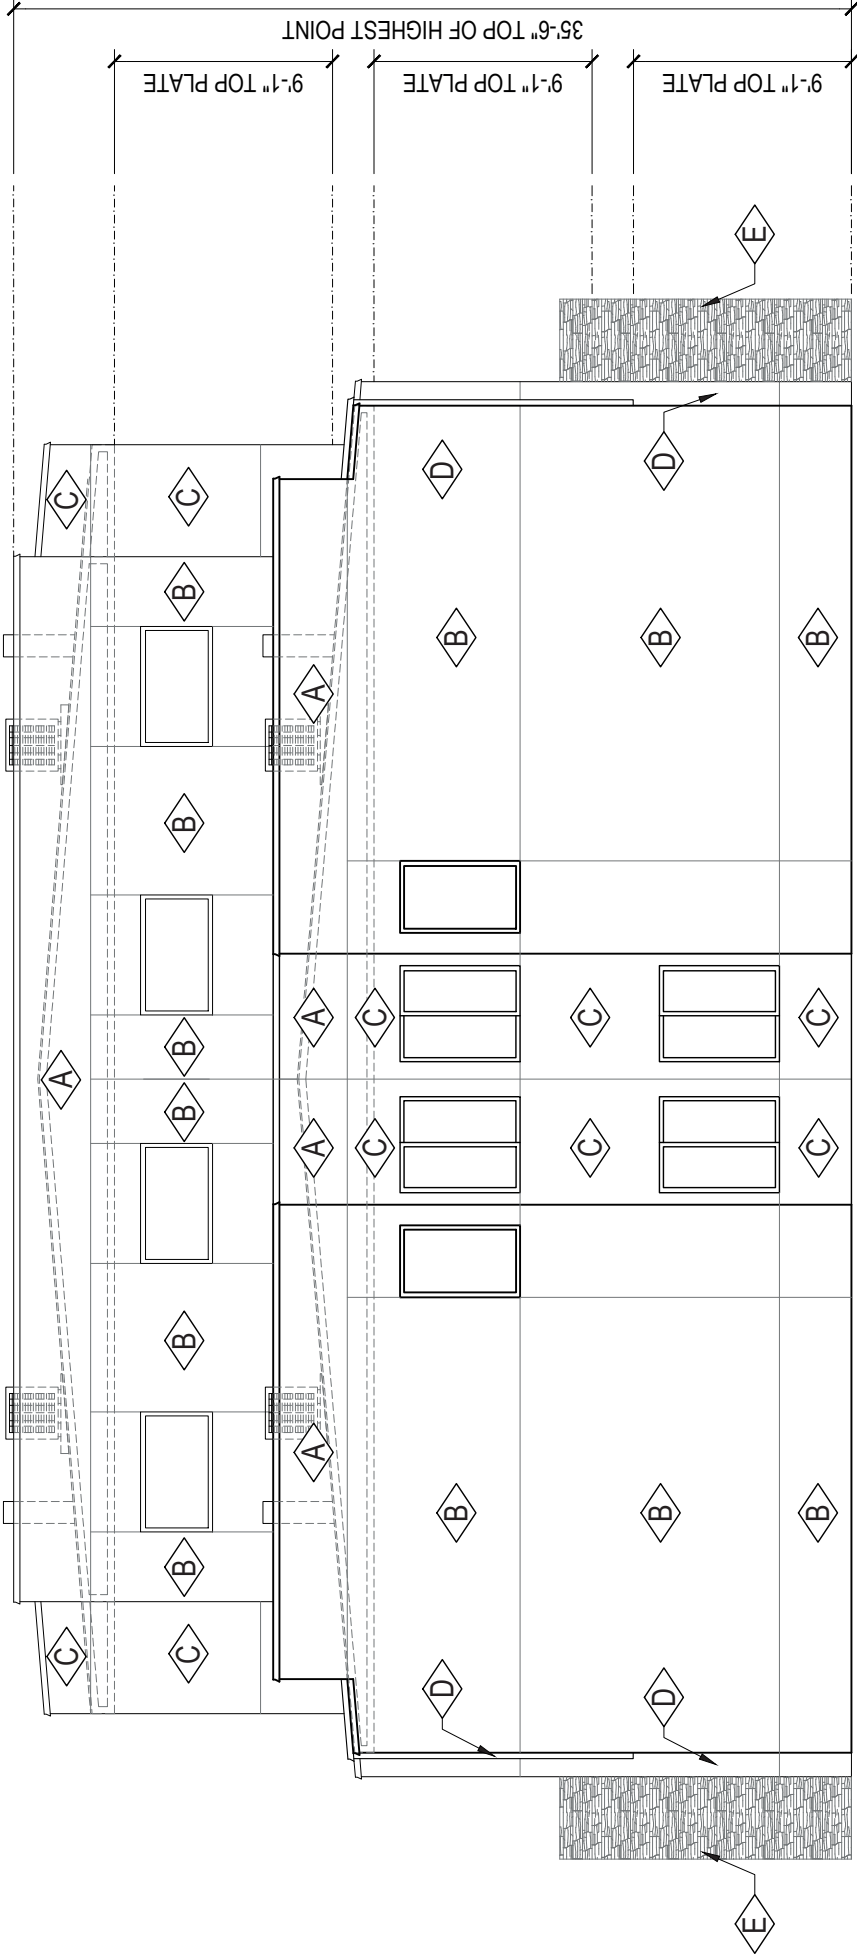 C A C
C B B B B B B C
A A A A
C C
D B B D
C C
D B B D
E E
B C C B
9'-1" TOP PLATE
9'-1" TOP PLATE
9'-1" TOP PLATE
35'-6" TOP OF HIGHEST POINT